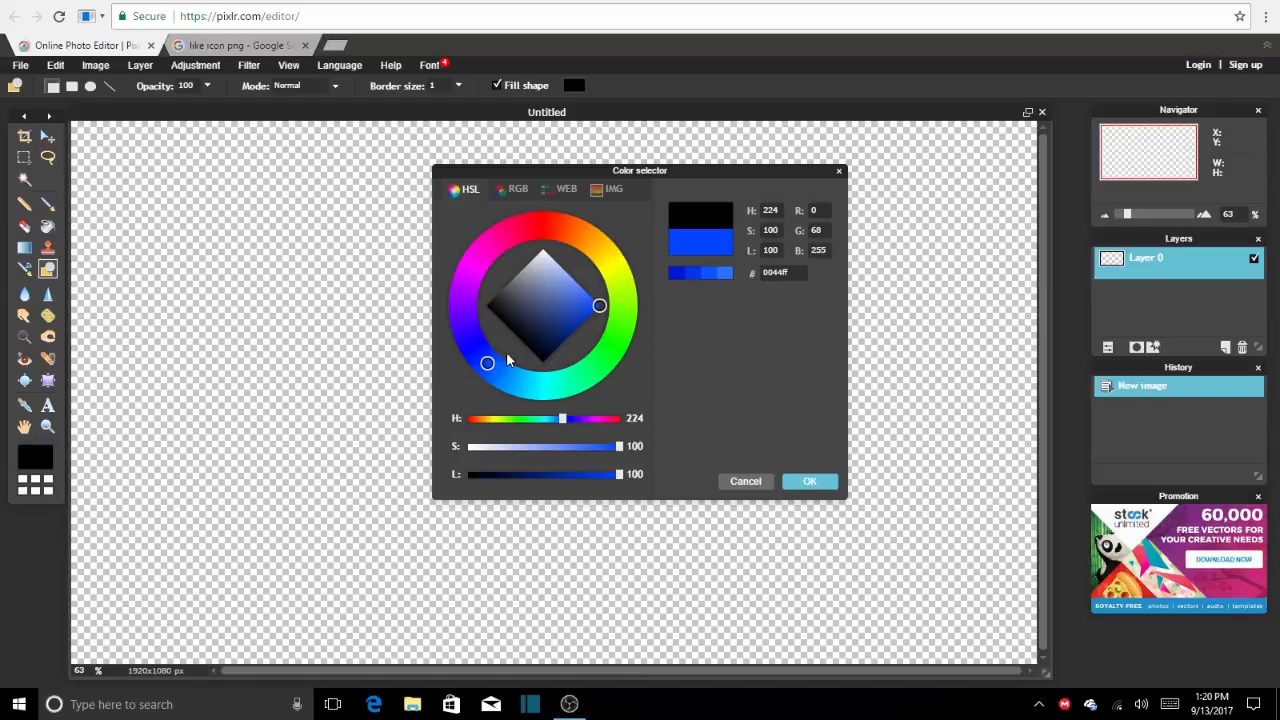 Secure https://pixlr.com/editor/
Online Photo Editor | Pixl
like icon png - Google S
File Edit Image Layer Adjustment Filter View Language Help Font 4
Login | Sign up
Opacity: 100 Mode: Normal Border size: 1 Fill shape
Untitled
Navigator
X:
Y:
W:
H:
63 %
Color selector
HSL RGB WEB IMG
H: 224 R: 0
S: 100 G: 68
L: 100 B: 255
# 0044ff
H: 224
S: 100
L: 100
Cancel OK
Layers
Layer 0
History
New image
Promotion
stock unlimited
60,000
FREE VECTORS FOR
YOUR CREATIVE NEEDS
DOWNLOAD NOW
ROYALTY-FREE photos | vectors | audio | templates
63 % 1920x1080 px
Type here to search
1:20 PM
9/13/2017